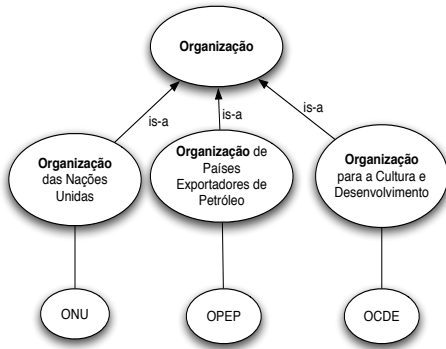 Organização
is-a
is-a
is-a
Organização
das Nações
Unidas
Organização de
Países
Exportadores de
Petróleo
Organização
para a Cultura e
Desenvolvimento
ONU
OPEP
OCDE